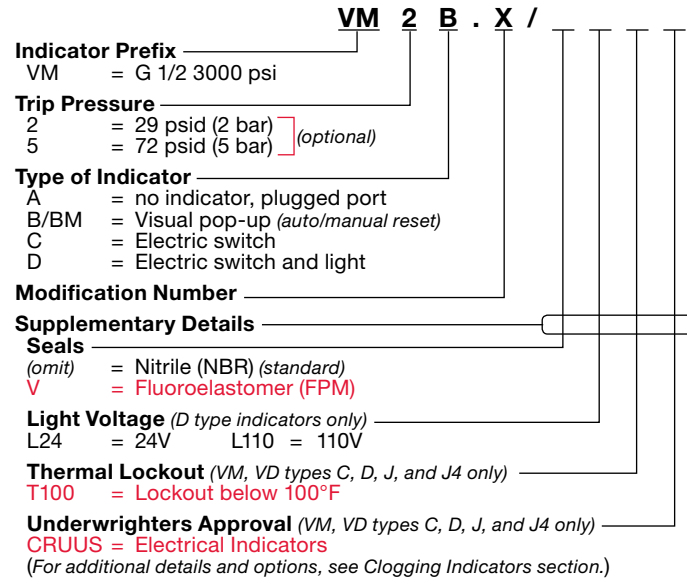 VM 2 B . X /
Indicator Prefix
VM = G 1/2 3000 psi
Trip Pressure
2 = 29 psid (2 bar)
5 = 72 psid (5 bar)
(optional)
Type of Indicator
A = no indicator, plugged port
B/BM = Visual pop-up (auto/manual reset)
C = Electric switch
D = Electric switch and light
Modification Number
Supplementary Details
Seals
(omit) = Nitrile (NBR) (standard)
V = Fluoroelastomer (FPM)
Light Voltage (D type indicators only)
L24 = 24V L110 = 110V
Thermal Lockout (VM, VD types C, D, J, and J4 only)
T100 = Lockout below 100°F
Underwrighters Approval (VM, VD types C, D, J, and J4 only)
CRUUS = Electrical Indicators
(For additional details and options, see Clogging Indicators section.)